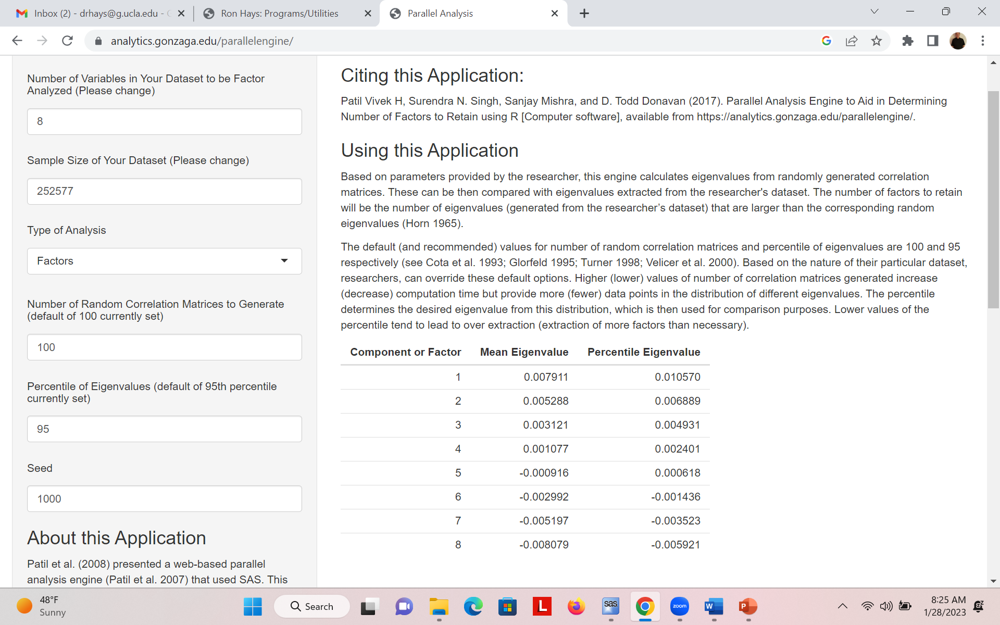 Inbox (2) - drhays@g.ucla.edu -
Ron Hays: Programs/Utilities
Parallel Analysis
analytics.gonzaga.edu/parallelengine/
Number of Variables in Your Dataset to be Factor
Analyzed (Please change)
8
Sample Size of Your Dataset (Please change)
252577
Type of Analysis
Factors
Number of Random Correlation Matrices to Generate
(default of 100 currently set)
100
Percentile of Eigenvalues (default of 95th percentile
currently set)
95
Seed
1000
About this Application
Patil et al. (2008) presented a web-based parallel
analysis engine (Patil et al. 2007) that used SAS. This
Citing this Application:
Patil Vivek H, Surendra N. Singh, Sanjay Mishra, and D. Todd Donavan (2017). Parallel Analysis Engine to Aid in Determining
Number of Factors to Retain using R [Computer software], available from https://analytics.gonzaga.edu/parallelengine/.
Using this Application
Based on parameters provided by the researcher, this engine calculates eigenvalues from randomly generated correlation
matrices. These can be then compared with eigenvalues extracted from the researcher's dataset. The number of factors to retain
will be the number of eigenvalues (generated from the researcher’s dataset) that are larger than the corresponding random
eigenvalues (Horn 1965).
The default (and recommended) values for number of random correlation matrices and percentile of eigenvalues are 100 and 95
respectively (see Cota et al. 1993; Glorfeld 1995; Turner 1998; Velicer et al. 2000). Based on the nature of their particular dataset,
researchers, can override these default options. Higher (lower) values of number of correlation matrices generated increase
(decrease) computation time but provide more (fewer) data points in the distribution of different eigenvalues. The percentile
determines the desired eigenvalue from this distribution, which is then used for comparison purposes. Lower values of the
percentile tend to lead to over extraction (extraction of more factors than necessary).
Component or Factor Mean Eigenvalue Percentile Eigenvalue
1 0.007911 0.010570
2 0.005288 0.006889
3 0.003121 0.004931
4 0.001077 0.002401
5 -0.000916 0.000618
6 -0.002992 -0.001436
7 -0.005197 -0.003523
8 -0.008079 -0.005921
48°F
Sunny
Search
L
sas
zoom
W
P
8:25 AM
1/28/2023